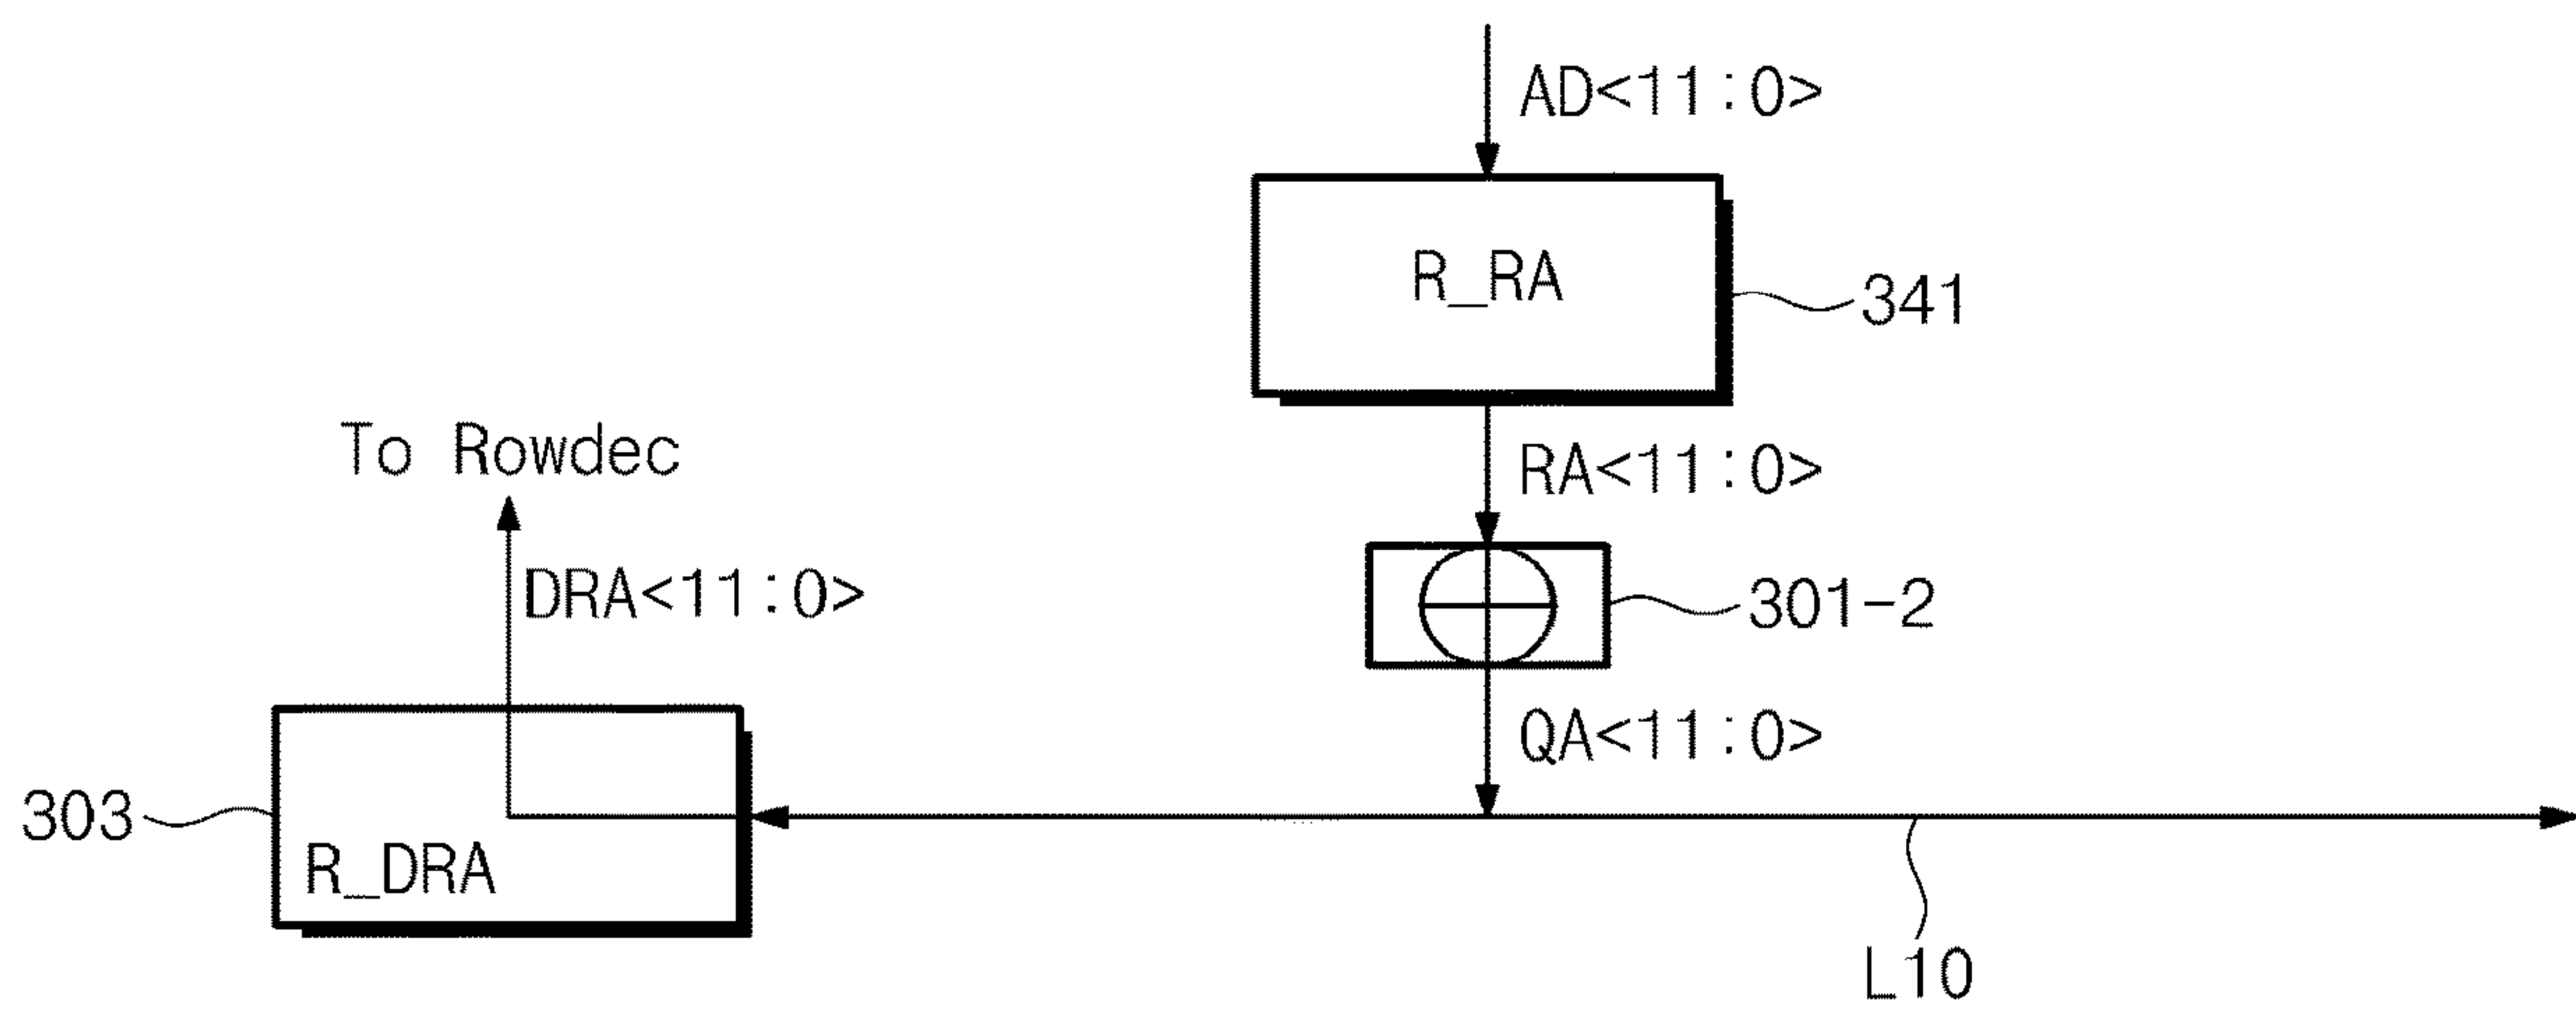 AD<11:0>
R_RA
341
To Rowdec
RA<11:0>
DRA<11:0>
301-2
QA<11:0>
303
R_DRA
L10